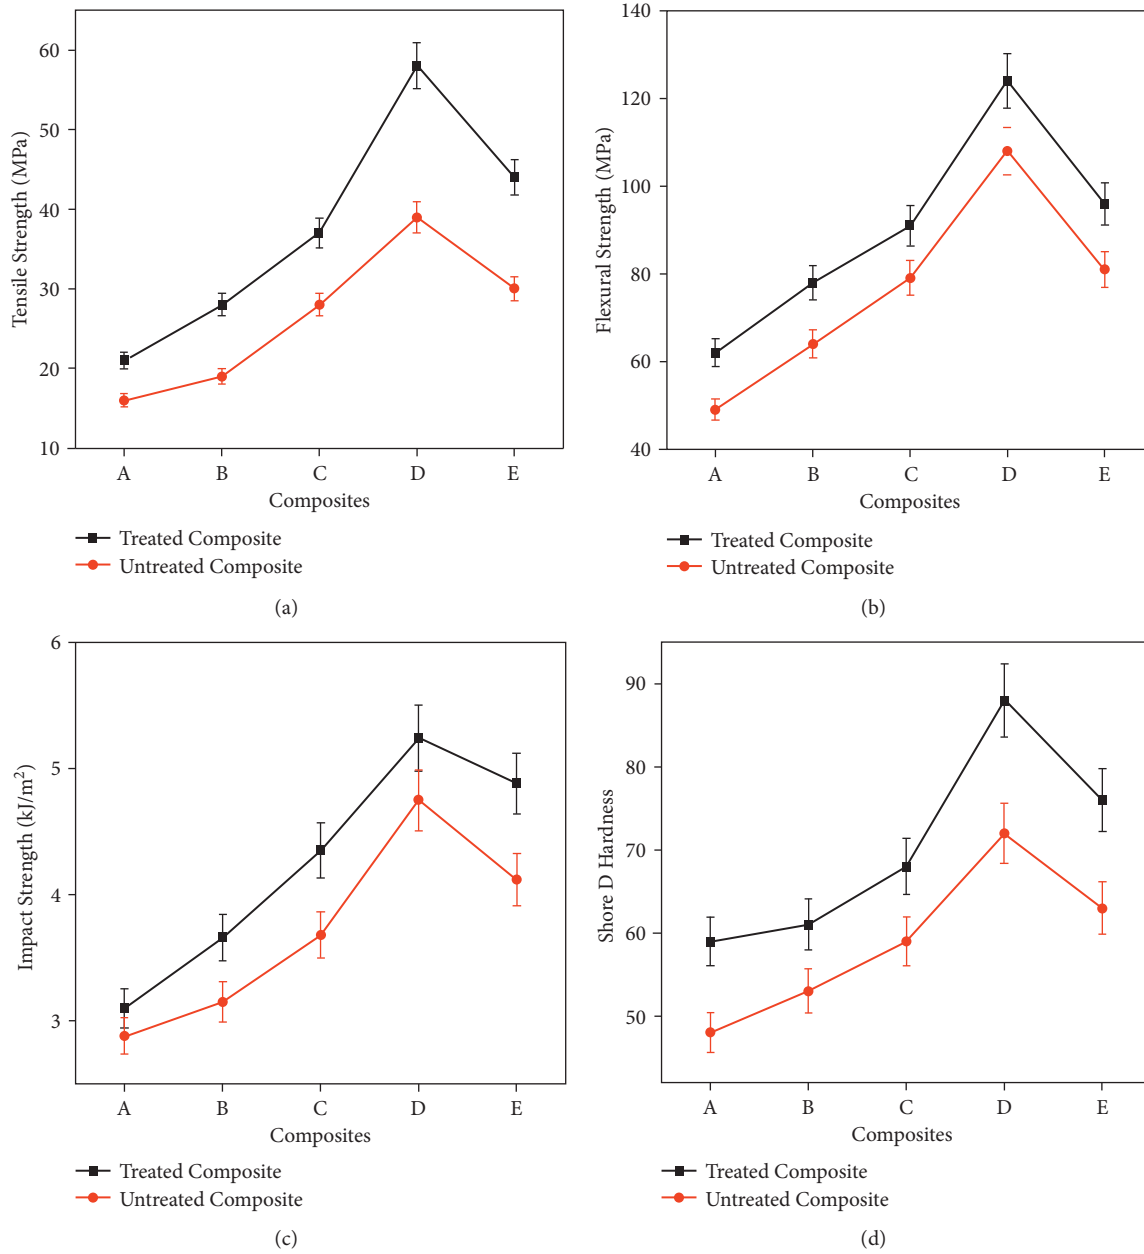 60
50
40
30
20
10
Tensile Strength (MPa)
A B C D E
Composites
Treated Composite
Untreated Composite
(a)
140
120
100
80
60
40
Flexural Strength (MPa)
A B C D E
Composites
Treated Composite
Untreated Composite
(b)
6
5
4
3
Impact Strength (kJ/m²)
A B C D E
Composites
Treated Composite
Untreated Composite
(c)
90
80
70
60
50
Shore D Hardness
A B C D E
Composites
Treated Composite
Untreated Composite
(d)